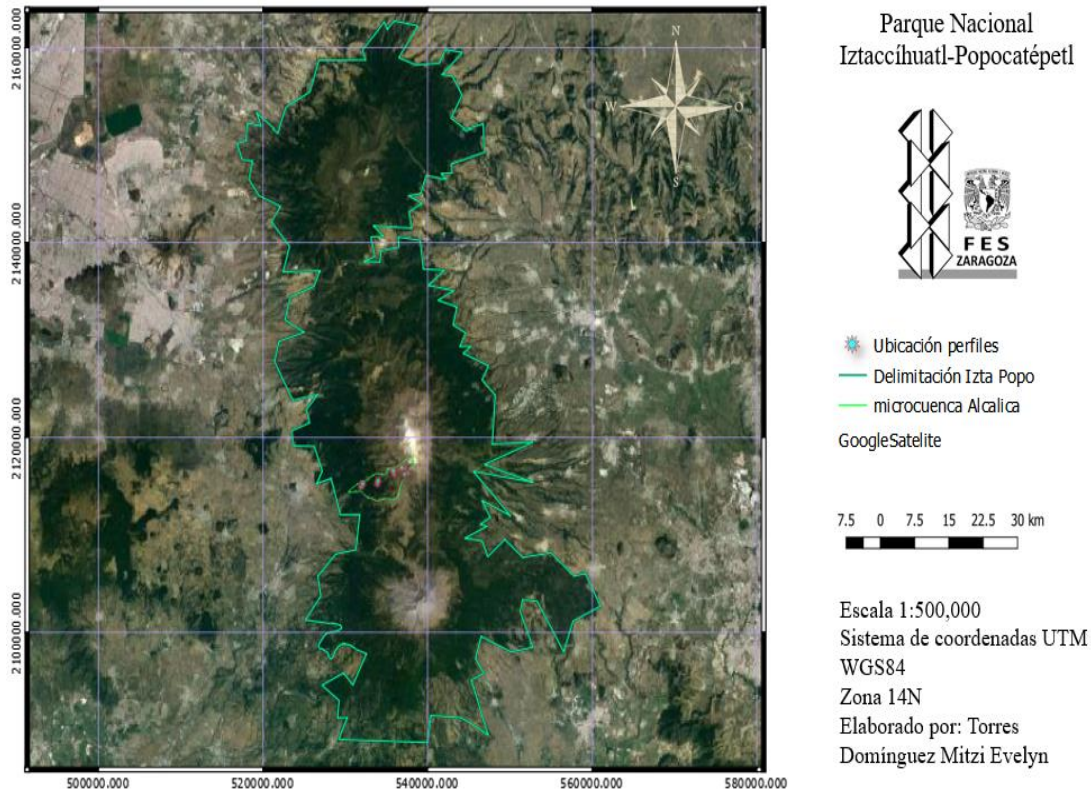 Parque Nacional
Iztaccíhuatl-Popocatépetl
N
W
O
S
FES
ZARAGOZA
Ubicación perfiles
Delimitación Izta Popo
microcuenca Alcalica
GoogleSatelite
7.5 0 7.5 15 22.5 30 km
Escala 1:500,000
Sistema de coordenadas UTM
WGS84
Zona 14N
Elaborado por: Torres
Domínguez Mitzi Evelyn
2160000.000
2140000.000
2120000.000
2100000.000
500000.000 520000.000 540000.000 560000.000 580000.000